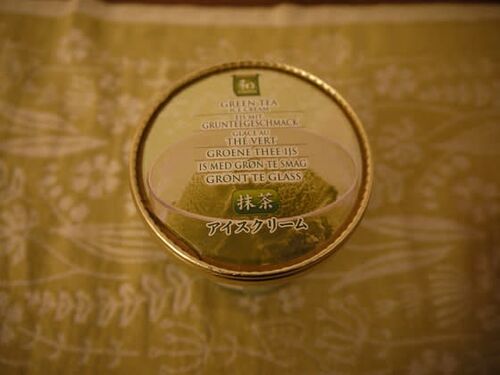 GREEN TEA
ICE CREAM
EIS MIT
GRÜNTEEGESCHMACK
GLACE AU
THÉ VERT
GROENE THEE IJS
IS MED GRØN TE SMAG
GRÖNT TE GLASS
抹茶
アイスクリーム